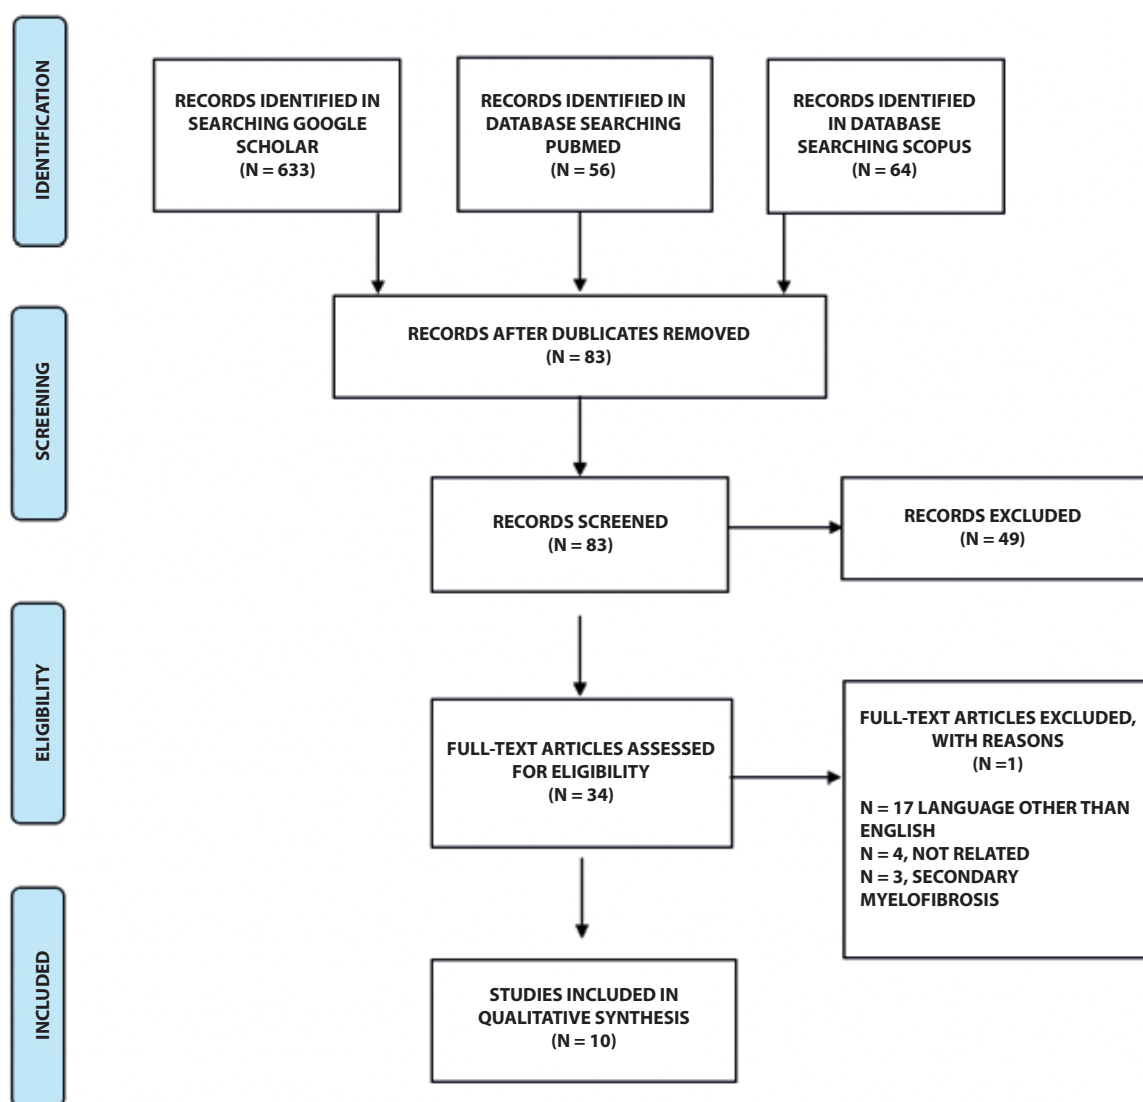 IDENTIFICATION
RECORDS IDENTIFIED IN
SEARCHING GOOGLE
SCHOLAR
(N = 633)
RECORDS IDENTIFIED IN
DATABASE SEARCHING
PUBMED
(N = 56)
RECORDS IDENTIFIED
IN DATABASE
SEARCHING SCOPUS
(N = 64)
SCREENING
RECORDS AFTER DUBLICATES REMOVED
(N = 83)
RECORDS SCREENED
(N = 83)
RECORDS EXCLUDED
(N = 49)
ELIGIBILITY
FULL-TEXT ARTICLES ASSESSED
FOR ELIGIBILITY
(N = 34)
FULL-TEXT ARTICLES EXCLUDED,
WITH REASONS
(N =1)
N = 17 LANGUAGE OTHER THAN
ENGLISH
N = 4, NOT RELATED
N = 3, SECONDARY
MYELOFIBROSIS
INCLUDED
STUDIES INCLUDED IN
QUALITATIVE SYNTHESIS
(N = 10)